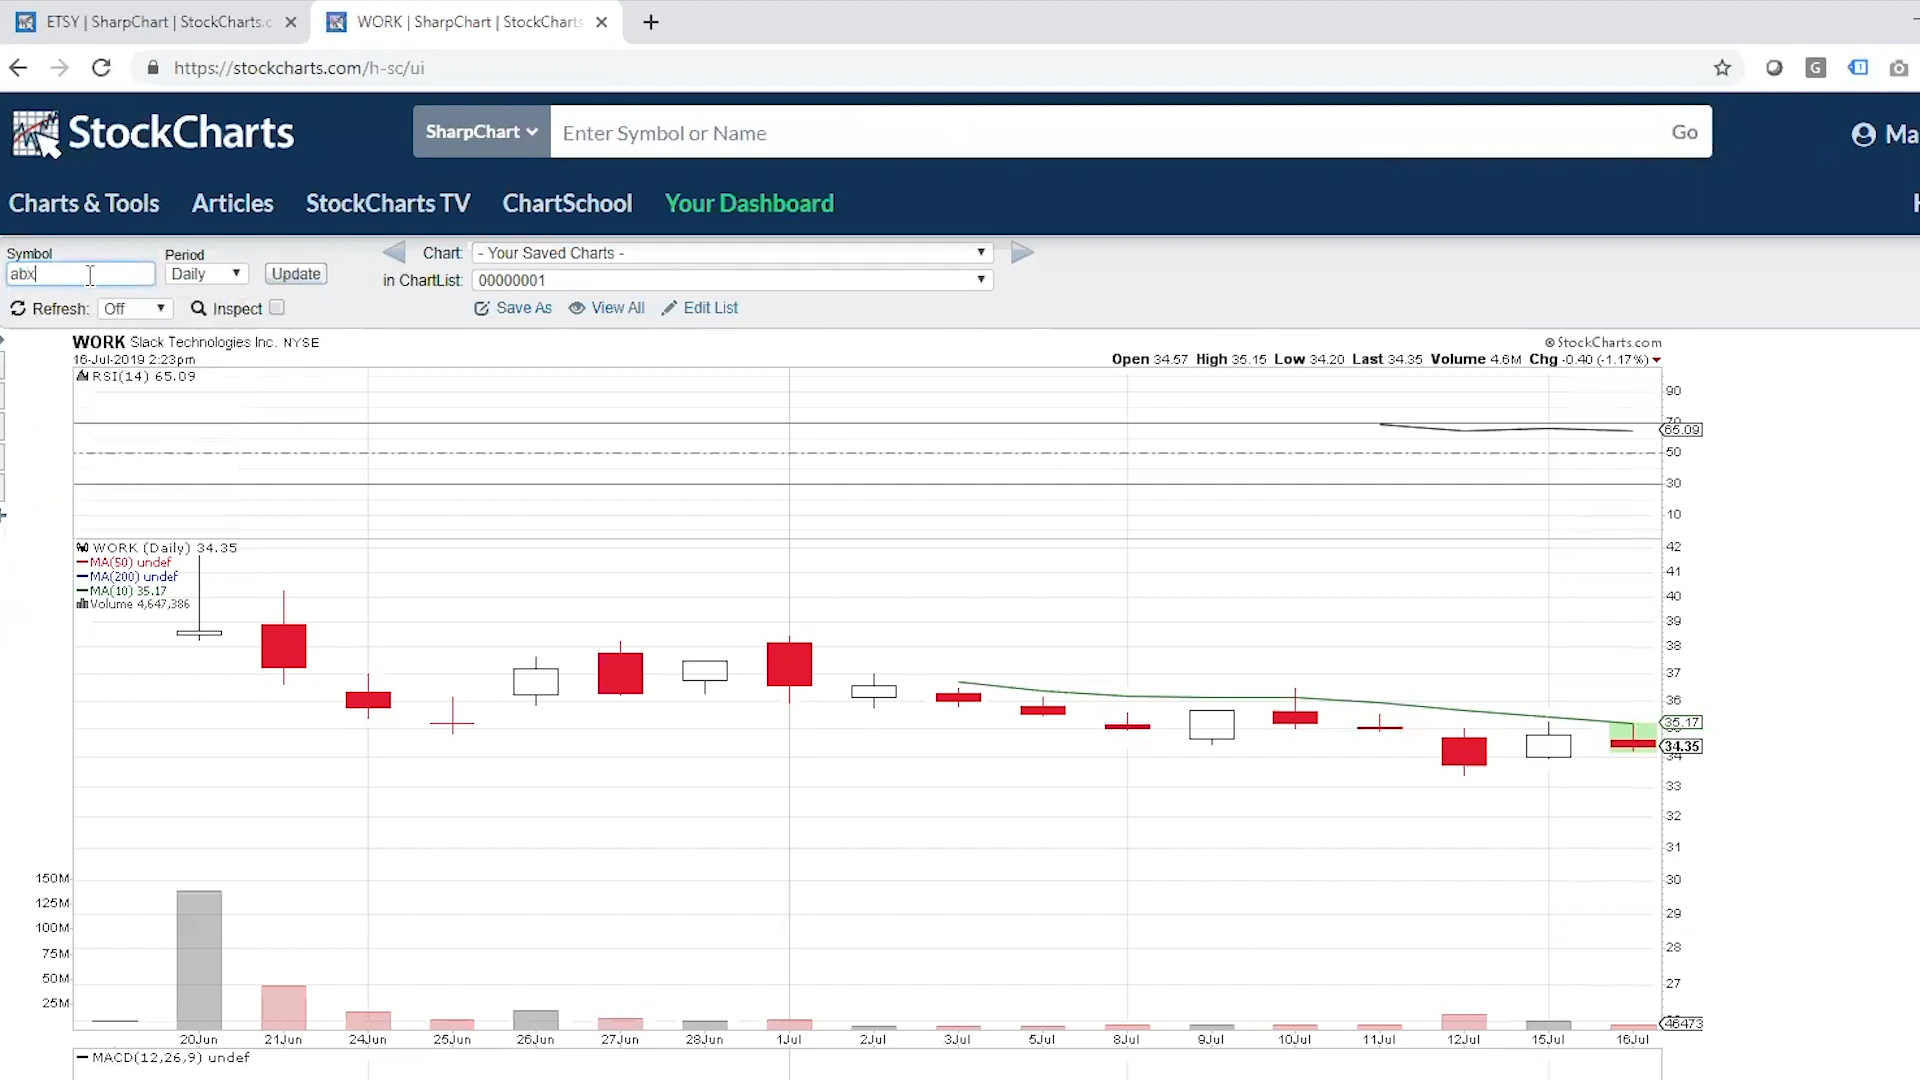 ETSY | SharpChart | StockCharts.c
WORK | SharpChart | StockCharts
https://stockcharts.com/h-sc/ui
StockCharts
SharpChart
Enter Symbol or Name
Go
Ma
Charts & Tools
Articles
StockCharts TV
ChartSchool
Your Dashboard
Symbol
Period
abx
Daily
Update
Chart:
- Your Saved Charts -
in ChartList:
00000001
Refresh:
Off
Inspect
Save As
View All
Edit List
WORK Slack Technologies Inc. NYSE
© StockCharts.com
16-Jul-2019 2:23pm
Open 34.57 High 35.15 Low 34.20 Last 34.35 Volume 4.6M Chg -0.40 (-1.17%)
RSI(14) 65.09
90
70
65.09
50
30
10
WORK (Daily) 34.35
MA(50) undef
MA(200) undef
MA(10) 35.17
Volume 4,647,386
42
41
40
39
38
37
36
35.17
34.35
34
33
32
31
30
29
28
27
46473
150M
125M
100M
75M
50M
25M
20Jun 21Jun 24Jun 25Jun 26Jun 27Jun 28Jun 1Jul 2Jul 3Jul 5Jul 8Jul 9Jul 10Jul 11Jul 12Jul 15Jul 16Jul
MACD(12,26,9) undef